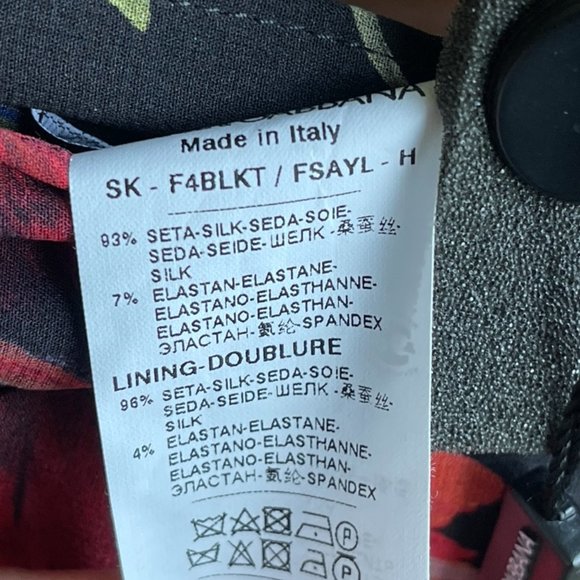 GABBANA
Made in Italy
SK - F4BLKT / FSAYL - H
93% SETA-SILK-SEDA-SOIE-
SEDA-SEIDE-ШЕЛК -桑蚕丝-
SILK
7% ELASTAN-ELASTANE-
ELASTANO-ELASTHANNE-
ELASTANO-ELASTHAN-
ЭЛАСТАН-氨纶-SPANDEX
LINING-DOUBLURE
96% SETA-SILK-SEDA-SOIE-
SEDA-SEIDE-ШЕЛК -桑蚕丝-
SILK
4% ELASTAN-ELASTANE-
ELASTANO-ELASTHANNE-
ELASTANO-ELASTHAN-
ЭЛАСТАН-氨纶-SPANDEX
P
P
BBANA